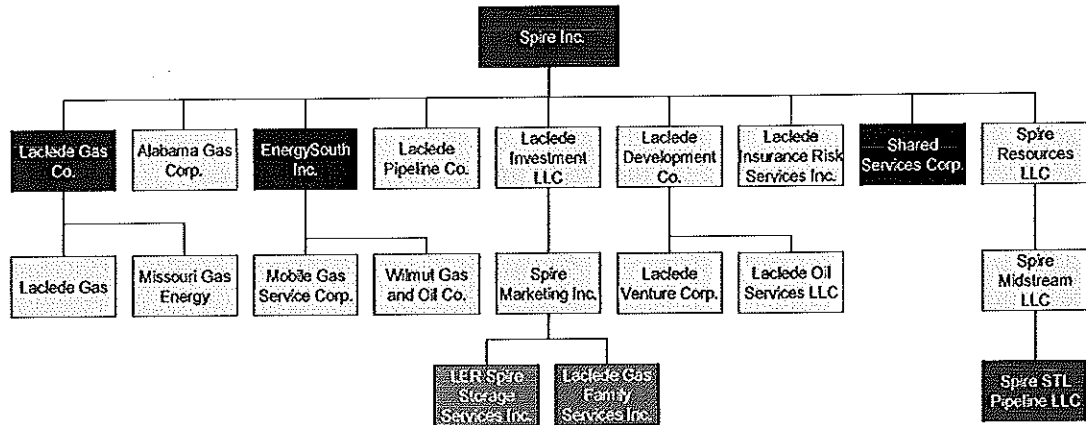 Spire Inc.
Laclede Gas
Co.
Alabama Gas
Corp.
EnergySouth
Inc.
Laclede
Pipeline Co.
Laclede
Investment
LLC
Laclede
Development
Co.
Laclede
Insurance Risk
Services Inc.
Shared
Services Corp.
Spire
Resources
LLC
Laclede Gas
Missouri Gas
Energy
Mobile Gas
Service Corp.
Wilmut Gas
and Oil Co.
Spire
Marketing Inc.
Laclede
Venture Corp.
Laclede Oil
Services LLC
Spire
Midstream
LLC
LER Spire
Storage
Services Inc.
Laclede Gas
Family
Services Inc.
Spire STL
Pipeline LLC